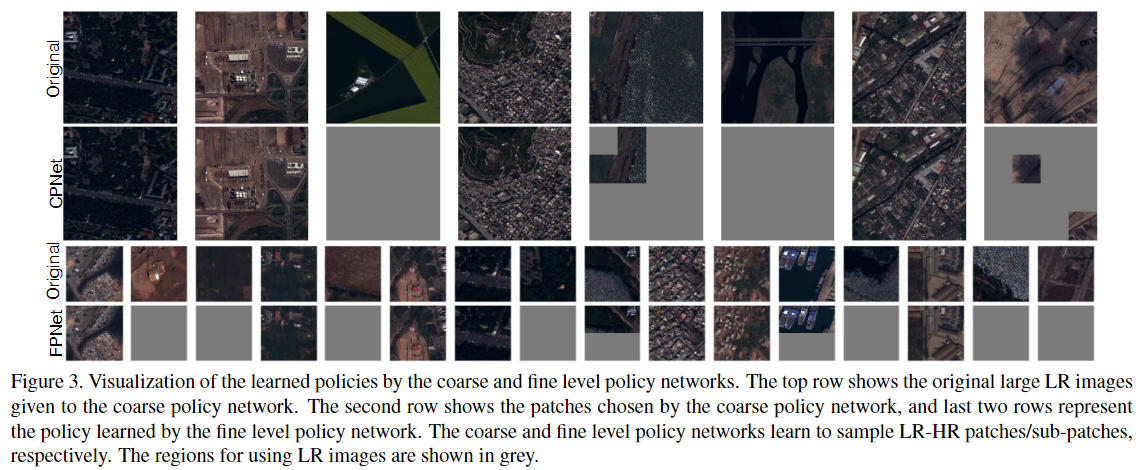 Original
CPNet
Original
FPNet
Figure 3. Visualization of the learned policies by the coarse and fine level policy networks. The top row shows the original large LR images
given to the coarse policy network. The second row shows the patches chosen by the coarse policy network, and last two rows represent
the policy learned by the fine level policy network. The coarse and fine level policy networks learn to sample LR-HR patches/sub-patches,
respectively. The regions for using LR images are shown in grey.